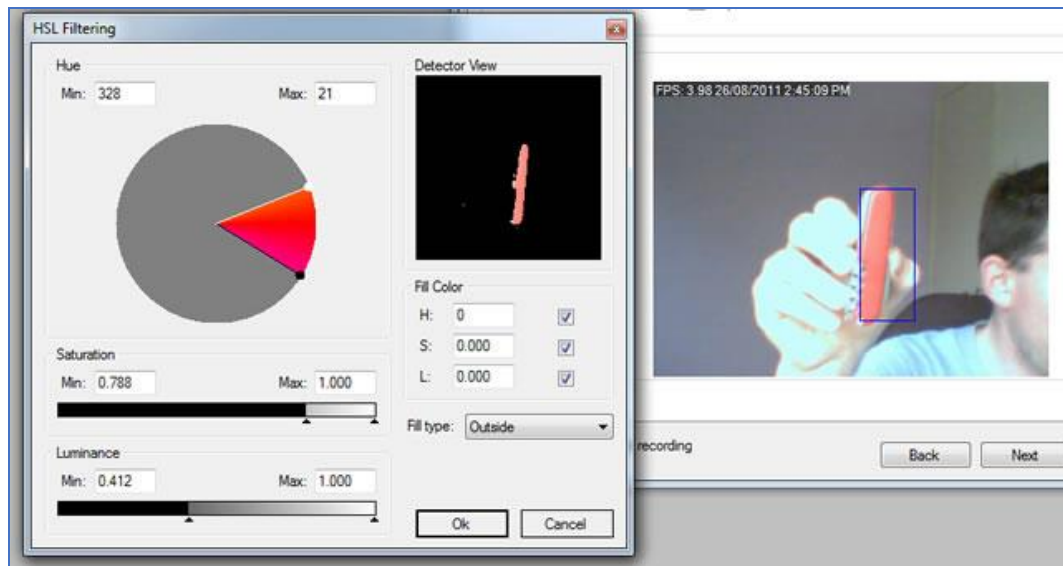 HSL Filtering
Hue
Min: 328 Max: 21
Saturation
Min: 0.788 Max: 1.000
Luminance
Min: 0.412 Max: 1.000
Detector View
Fill Color
H: 0
S: 0.000
L: 0.000
Fill type: Outside
Ok Cancel
FPS: 3.98 26/08/2011 2:45:09 PM
recording
Back Next